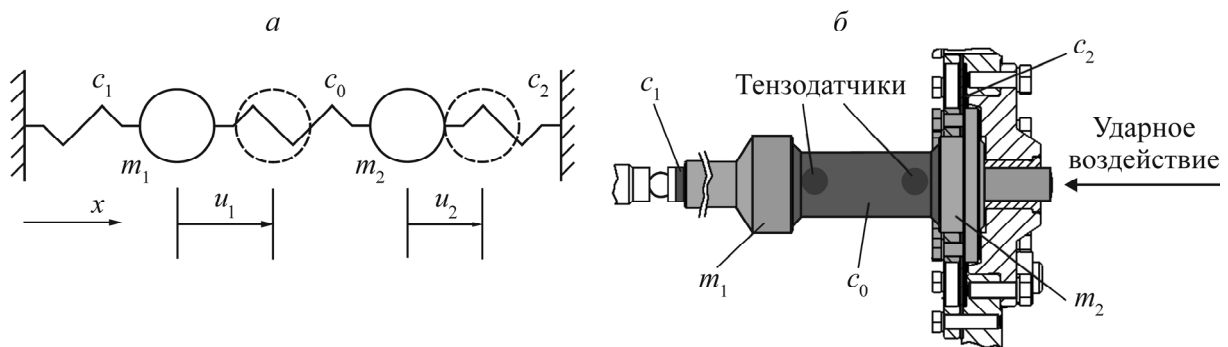 а
c₁
c₀
c₂
m₁
m₂
x
u₁
u₂
б
c₂
Тензодатчики
c₁
Ударное
воздействие
m₁
c₀
m₂